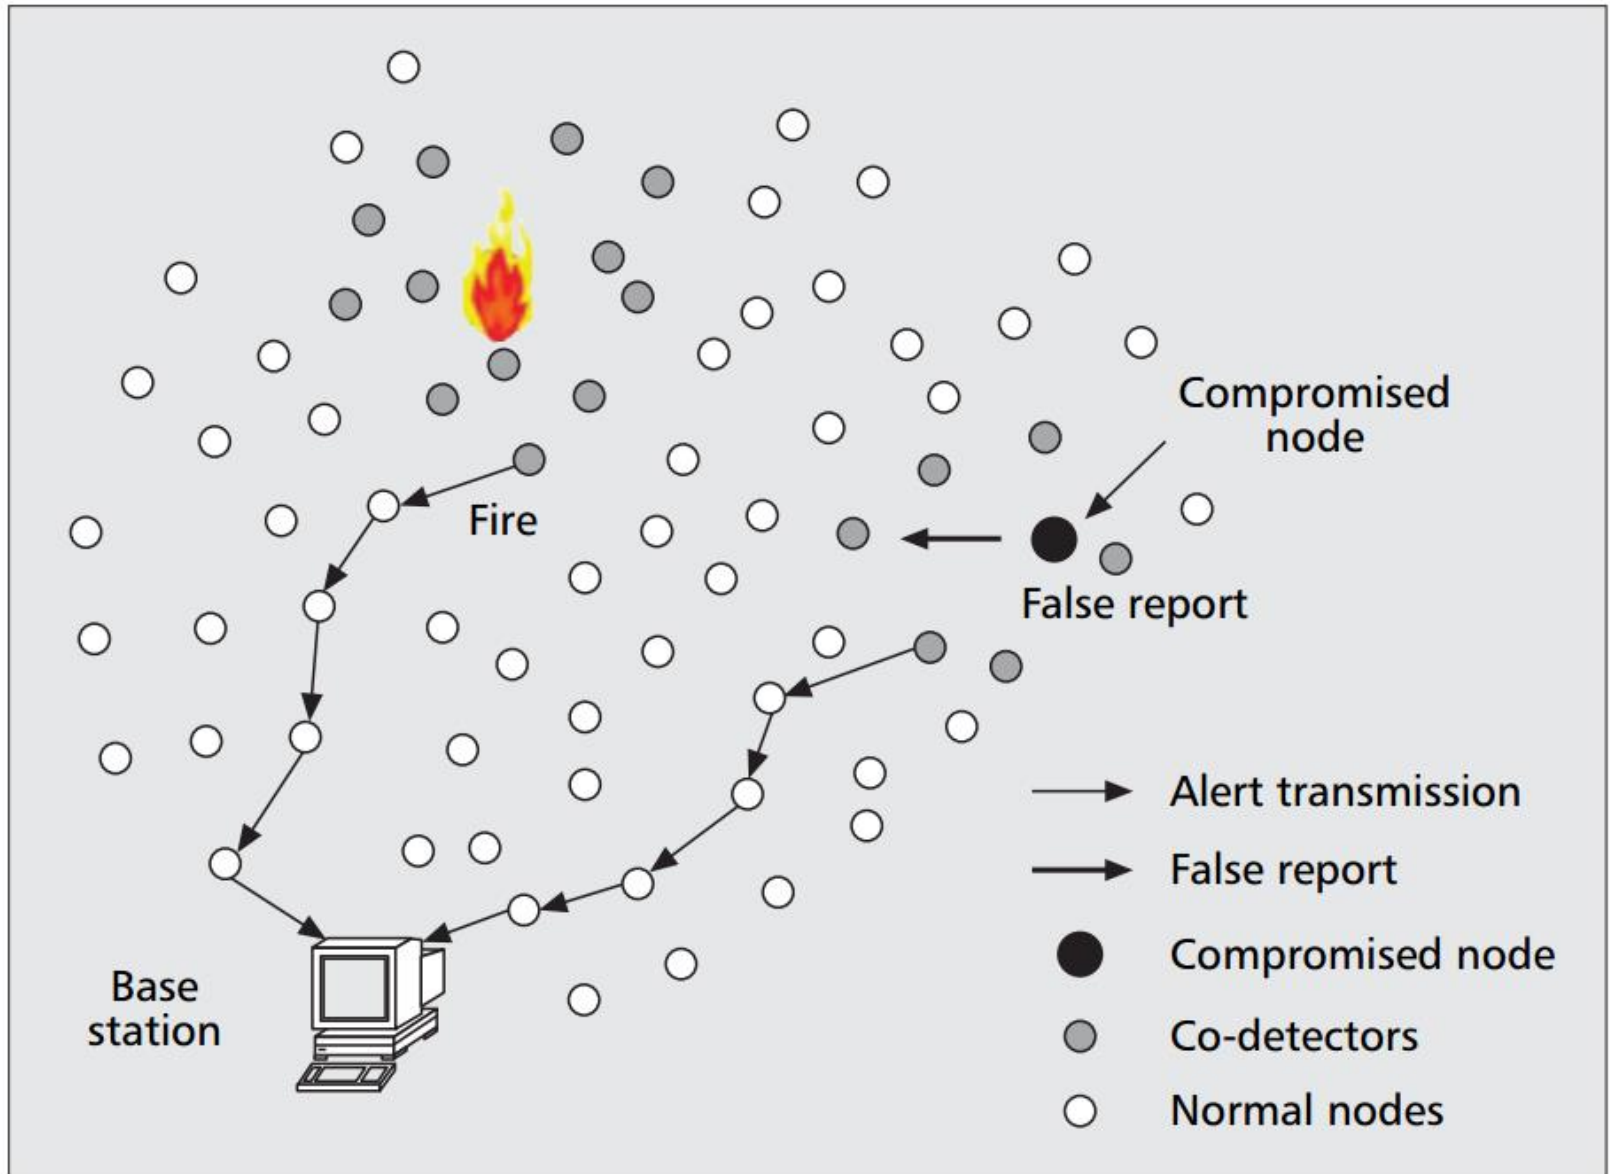 Compromised
node
Fire
False report
Alert transmission
False report
Compromised node
Base
station
Co-detectors
Normal nodes